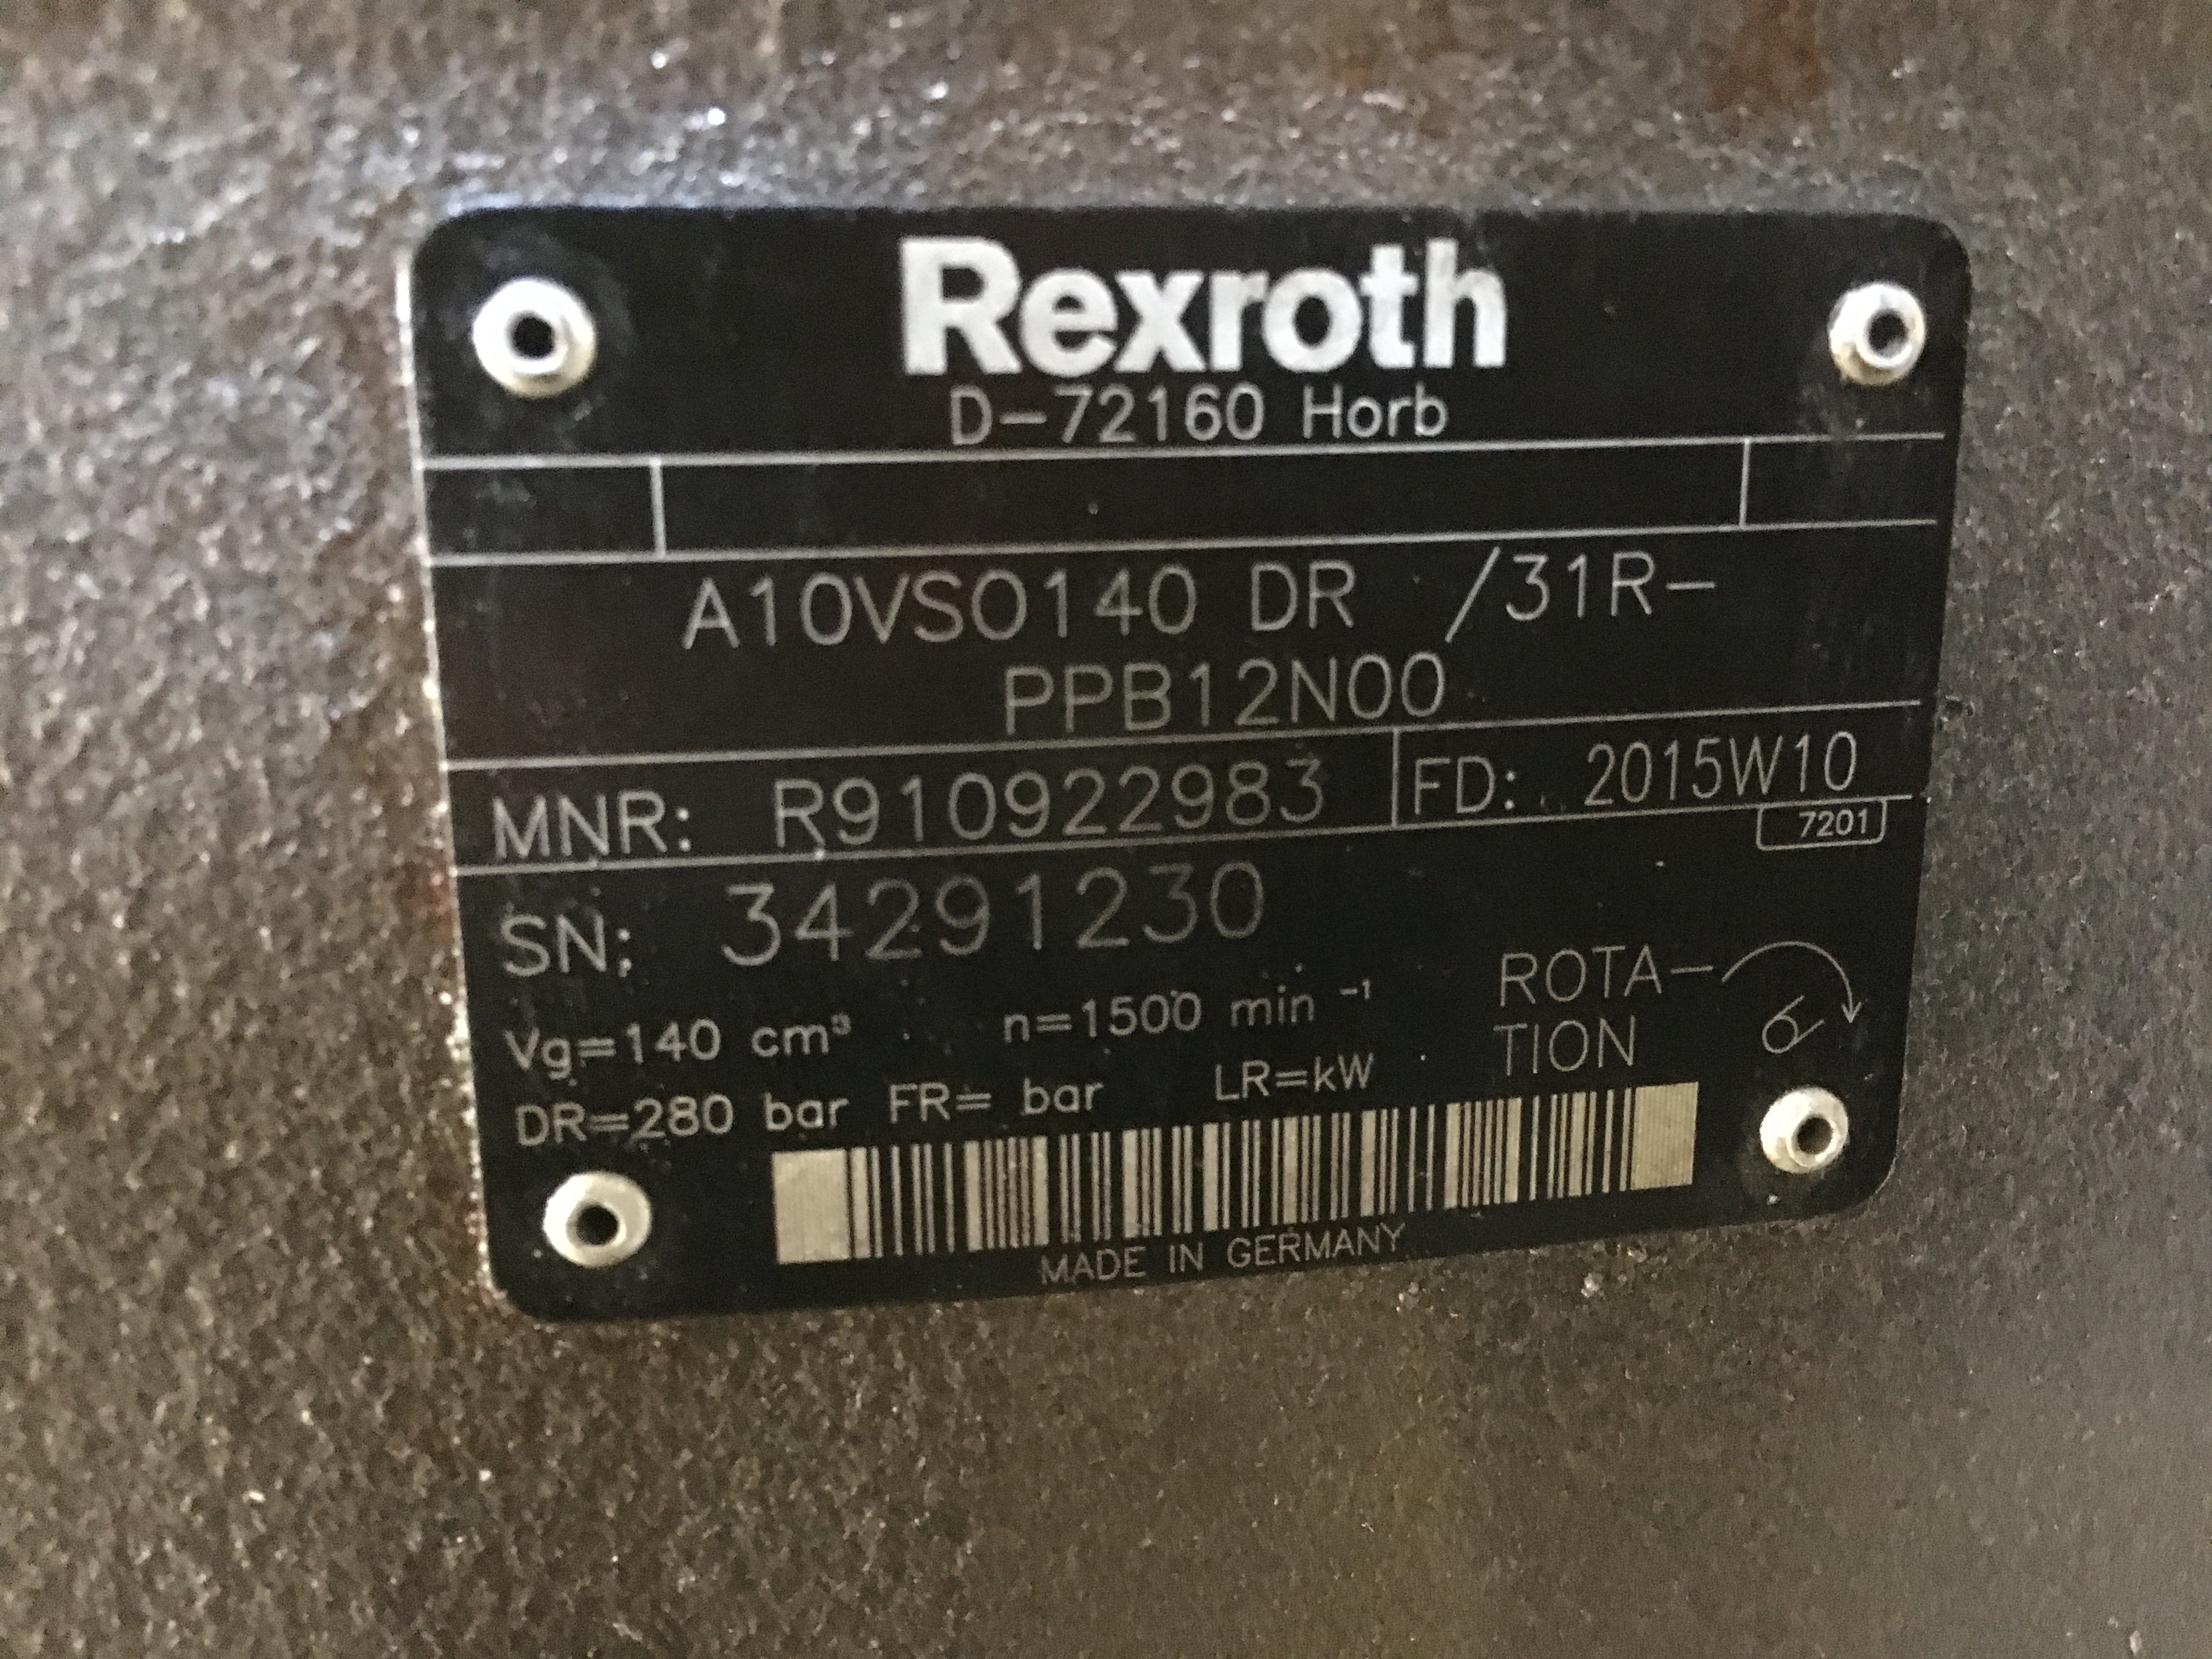 Rexroth
D-72160 Horb
A10VSO140 DR /31R-
PPB12N00
MNR: R910922983 FD: 2015W10
7201
SN: 34291230
Vg=140 cm³ n=1500 min ⁻¹
ROTA-
TION
DR=280 bar FR= bar LR=kW
MADE IN GERMANY